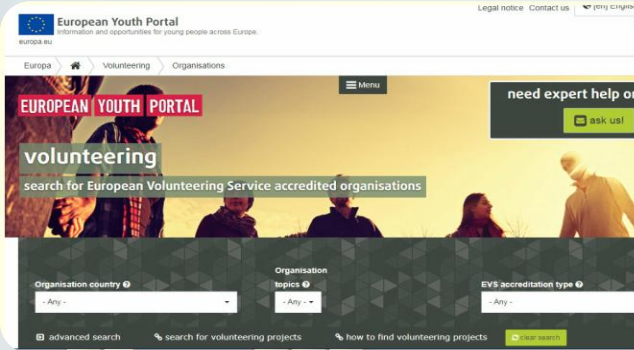 Legal notice Contact us [en] English
European Youth Portal
Information and opportunities for young people across Europe.
europa.eu
Europa Volunteering Organisations
Menu
EUROPEAN YOUTH PORTAL
need expert help or
ask us!
volunteering
search for European Volunteering Service accredited organisations
Organisation country
Organisation
topics
EVS accreditation type
- Any -
- Any -
- Any -
advanced search search for volunteering projects how to find volunteering projects clear search